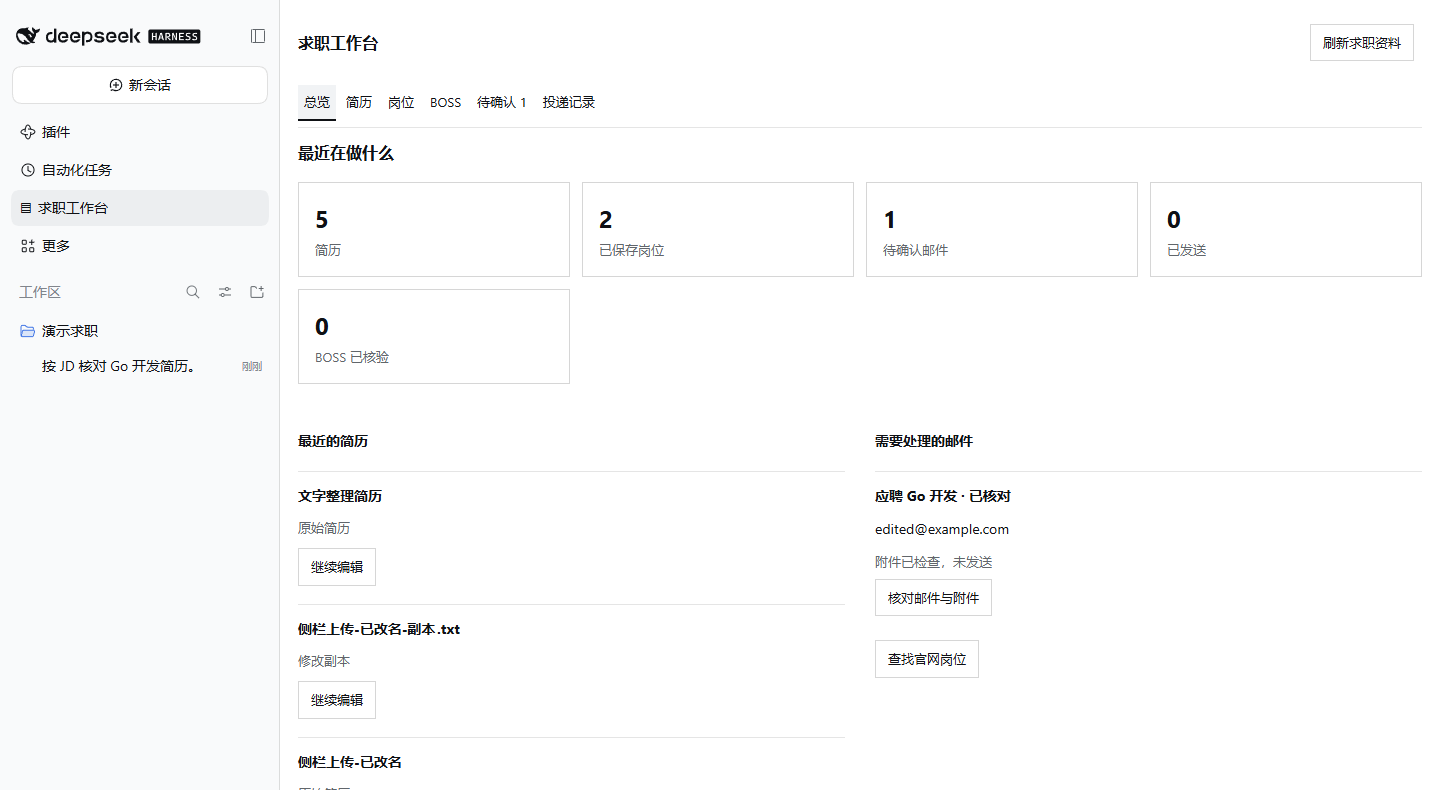 deepseek HARNESS
新会话
插件
自动化任务
求职工作台
更多
工作区
演示求职
按 JD 核对 Go 开发简历。 刚刚
求职工作台
刷新求职资料
总览 简历 岗位 BOSS 待确认 1 投递记录
最近在做什么
5
简历
2
已保存岗位
1
待确认邮件
0
已发送
0
BOSS 已核验
最近的简历
文字整理简历
原始简历
继续编辑
侧栏上传-已改名-副本.txt
修改副本
继续编辑
侧栏上传-已改名
需要处理的邮件
应聘 Go 开发 · 已核对
edited@example.com
附件已检查，未发送
核对邮件与附件
查找官网岗位